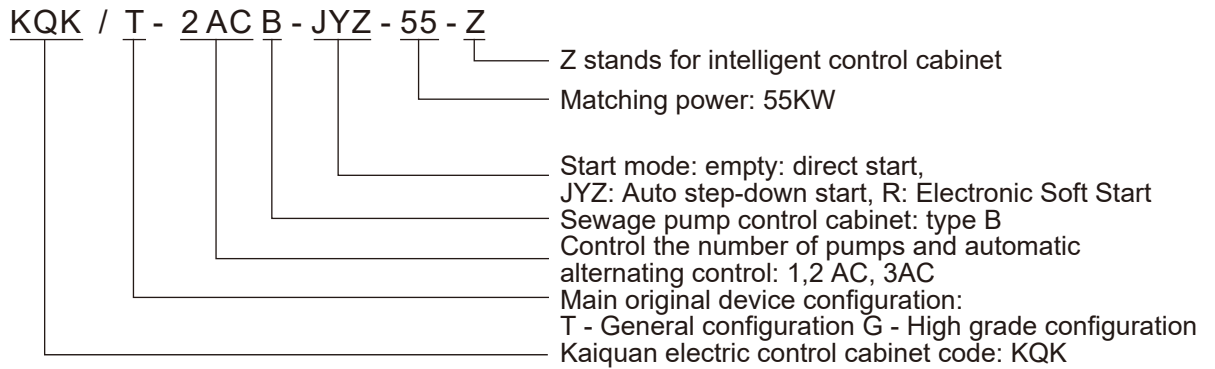 KQK / T - 2 AC B - JYZ - 55 - Z
Z stands for intelligent control cabinet
Matching power: 55KW
Start mode: empty: direct start,
JYZ: Auto step-down start, R: Electronic Soft Start
Sewage pump control cabinet: type B
Control the number of pumps and automatic
alternating control: 1,2 AC, 3AC
Main original device configuration:
T - General configuration G - High grade configuration
Kaiquan electric control cabinet code: KQK